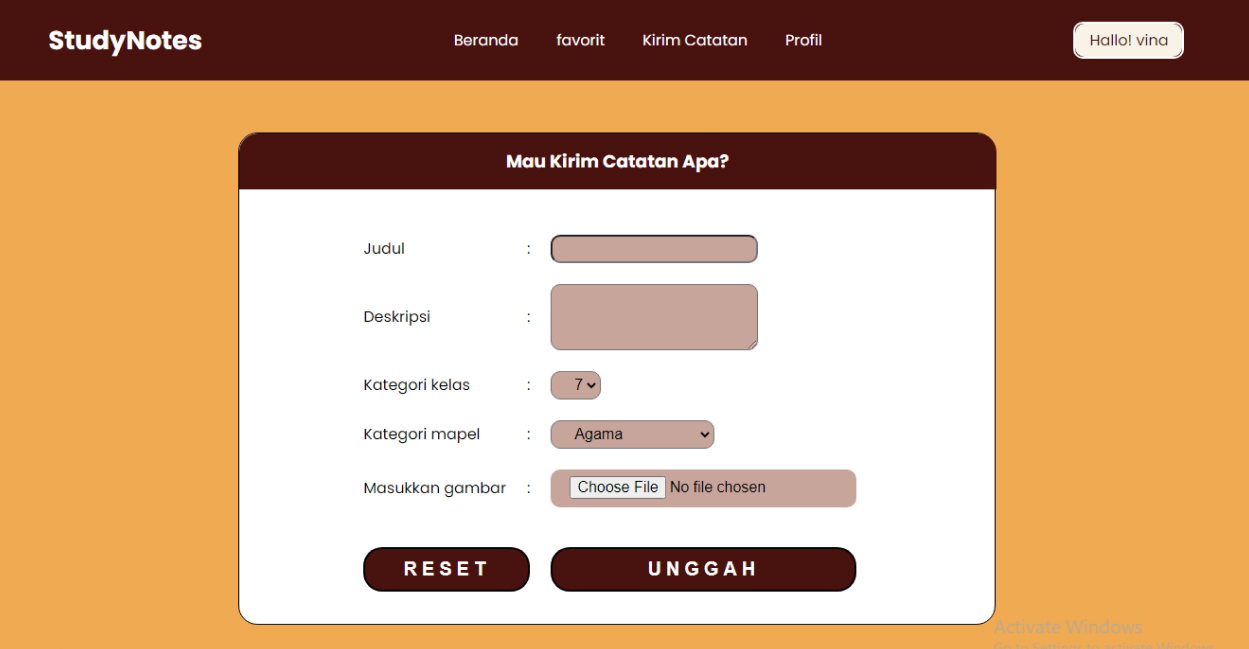 StudyNotes Beranda favorit Kirim Catatan Profil Hallo! vina
Mau Kirim Catatan Apa?
Judul :
Deskripsi :
Kategori kelas : 7
Kategori mapel : Agama
Masukkan gambar : Choose File No file chosen
RESET UNGGAH
Activate Windows